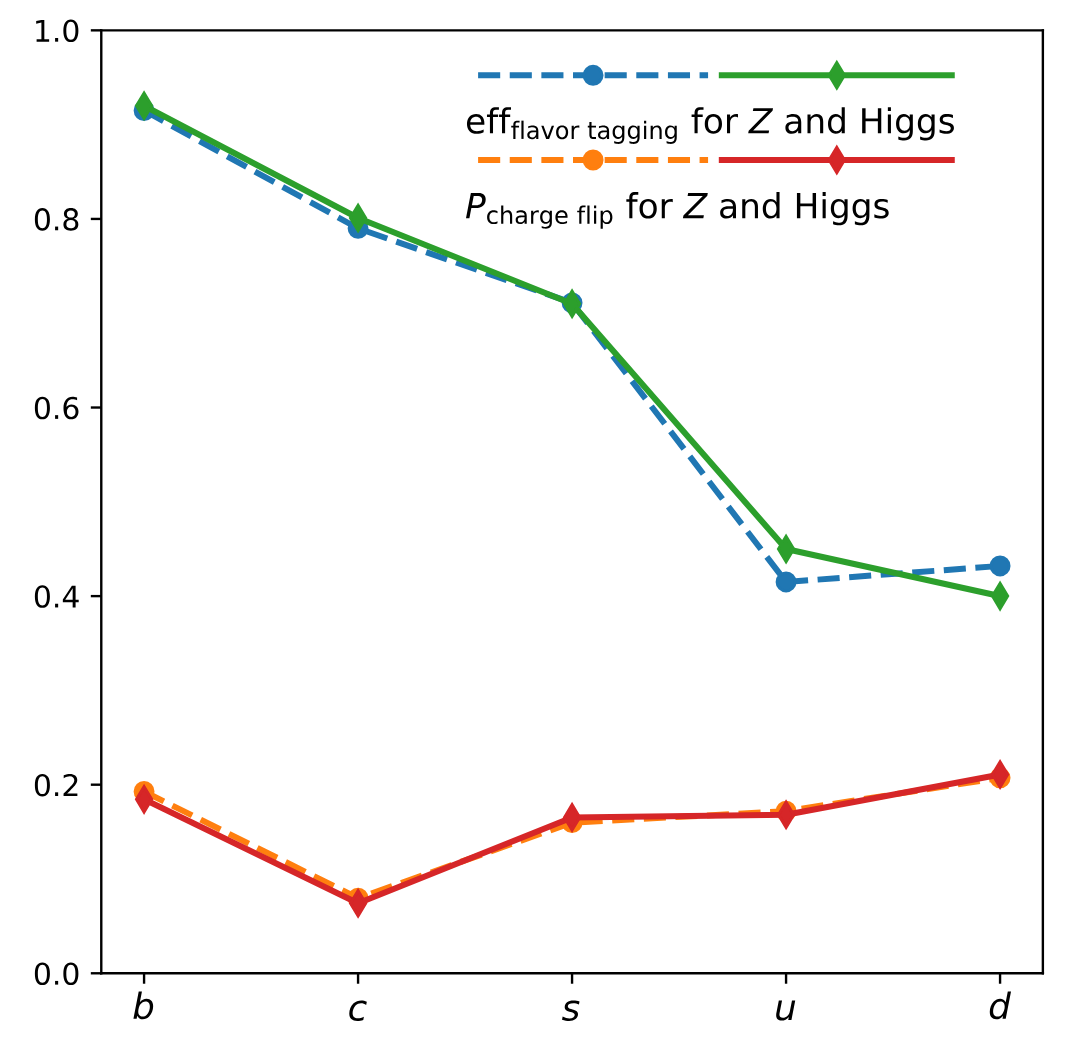 1.0
eff_flavor tagging for Z and Higgs
P_charge flip for Z and Higgs
0.8
0.6
0.4
0.2
0.0
b c s u d